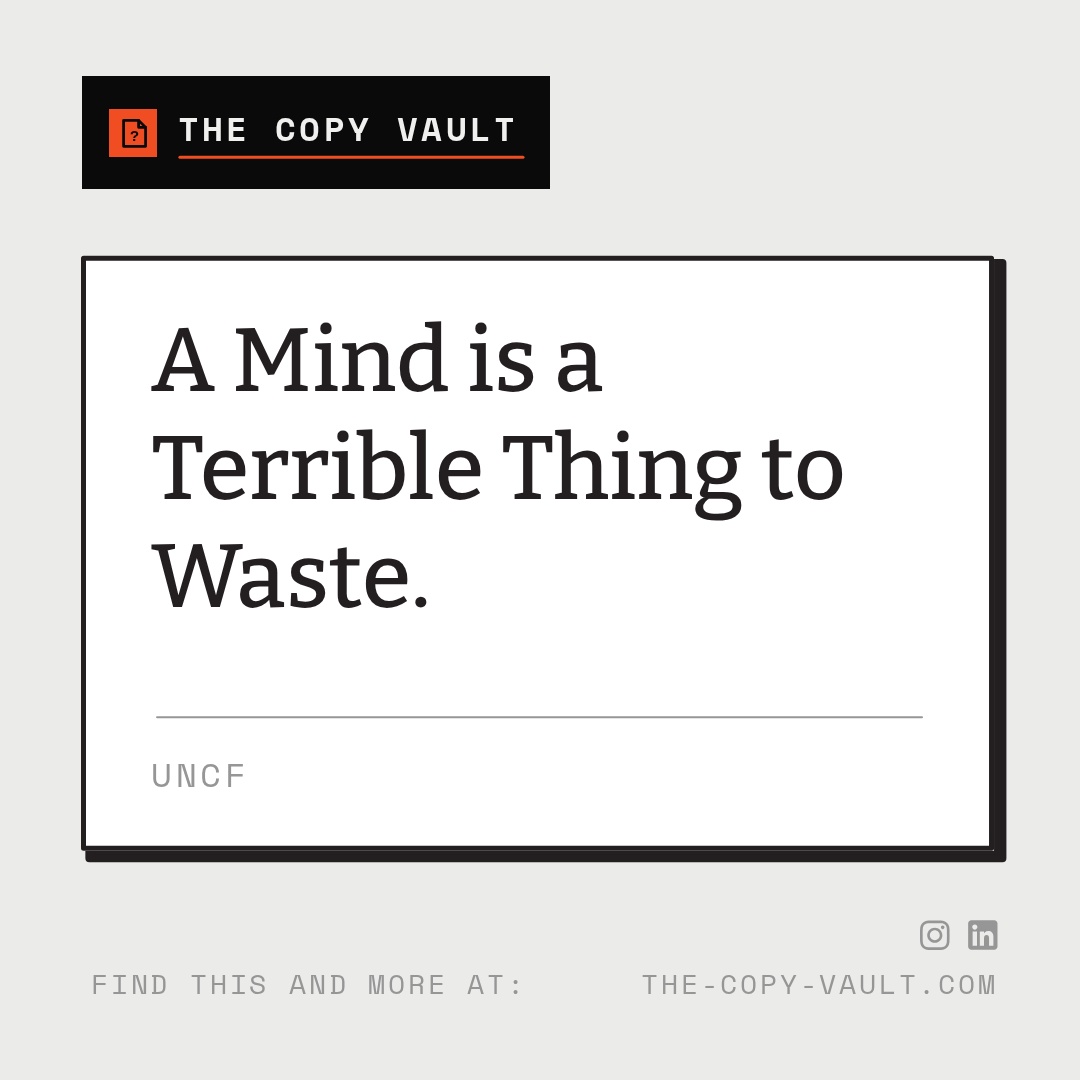 THE COPY VAULT
A Mind is a
Terrible Thing to
Waste.
UNCF
FIND THIS AND MORE AT: THE-COPY-VAULT.COM